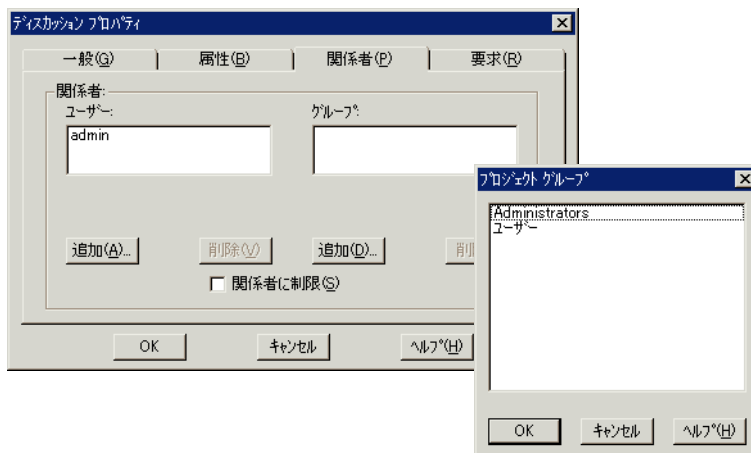 ディスカッション プロパティ
一般(G)
属性(B)
関係者(P)
要求(R)
関係者:
ユーザー:
グループ:
admin
追加(A)...
削除(V)
追加(D)...
削
関係者に制限(S)
OK
キャンセル
ヘルプ(H)
プロジェクト グループ
Administrators
ユーザー
OK
キャンセル
ヘルプ(H)